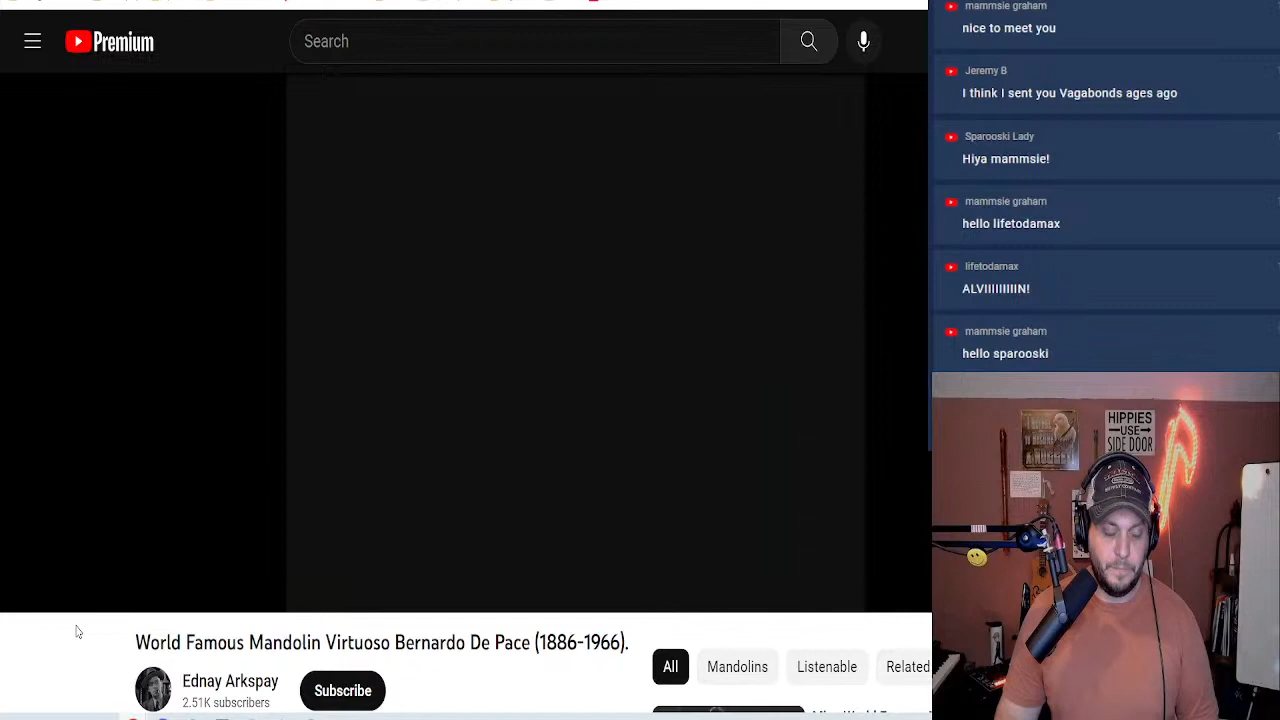 Premium
Search
World Famous Mandolin Virtuoso Bernardo De Pace (1886-1966).
Ednay Arkspay
2.51K subscribers
Subscribe
All
Mandolins
Listenable
Related
mammsie graham
nice to meet you
Jeremy B
I think I sent you Vagabonds ages ago
Sparooski Lady
Hiya mammsie!
mammsie graham
hello lifetodamax
lifetodamax
ALVIIIIIIIIN!
mammsie graham
hello sparooski
HIPPIES
USE
SIDE DOOR